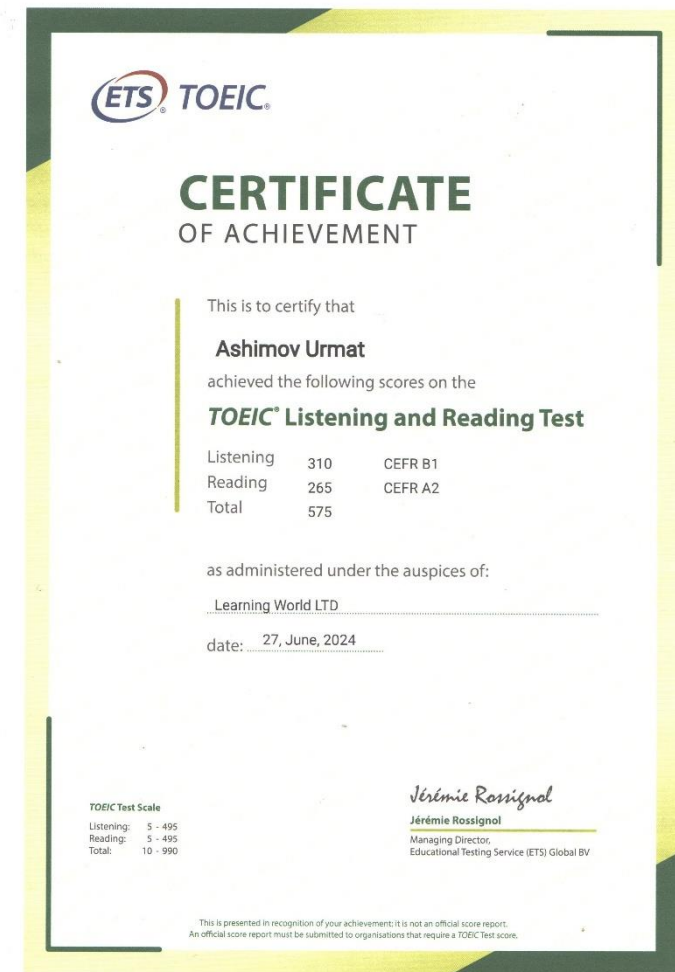 ETS® TOEIC®
CERTIFICATE
OF ACHIEVEMENT
This is to certify that
Ashimov Urmat
achieved the following scores on the
TOEIC® Listening and Reading Test
Listening 310 CEFR B1
Reading 265 CEFR A2
Total 575
as administered under the auspices of:
Learning World LTD
date: 27, June, 2024
TOEIC Test Scale
Listening: 5 - 495
Reading: 5 - 495
Total: 10 - 990
Jérémie Rossignol
Jérémie Rossignol
Managing Director,
Educational Testing Service (ETS) Global BV
This is presented in recognition of your achievement; it is not an official score report.
An official score report must be submitted to organisations that require a TOEIC Test score.